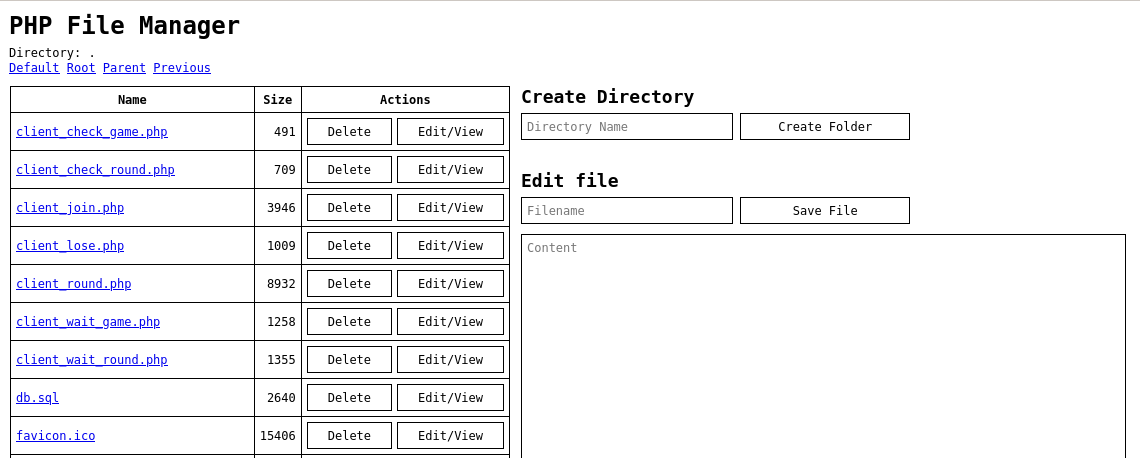 PHP File Manager
Directory: .
Default Root Parent Previous
Name Size Actions
client_check_game.php 491 Delete Edit/View
client_check_round.php 709 Delete Edit/View
client_join.php 3946 Delete Edit/View
client_lose.php 1009 Delete Edit/View
client_round.php 8932 Delete Edit/View
client_wait_game.php 1258 Delete Edit/View
client_wait_round.php 1355 Delete Edit/View
db.sql 2640 Delete Edit/View
favicon.ico 15406 Delete Edit/View
Create Directory
Directory Name Create Folder
Edit file
Filename Save File
Content